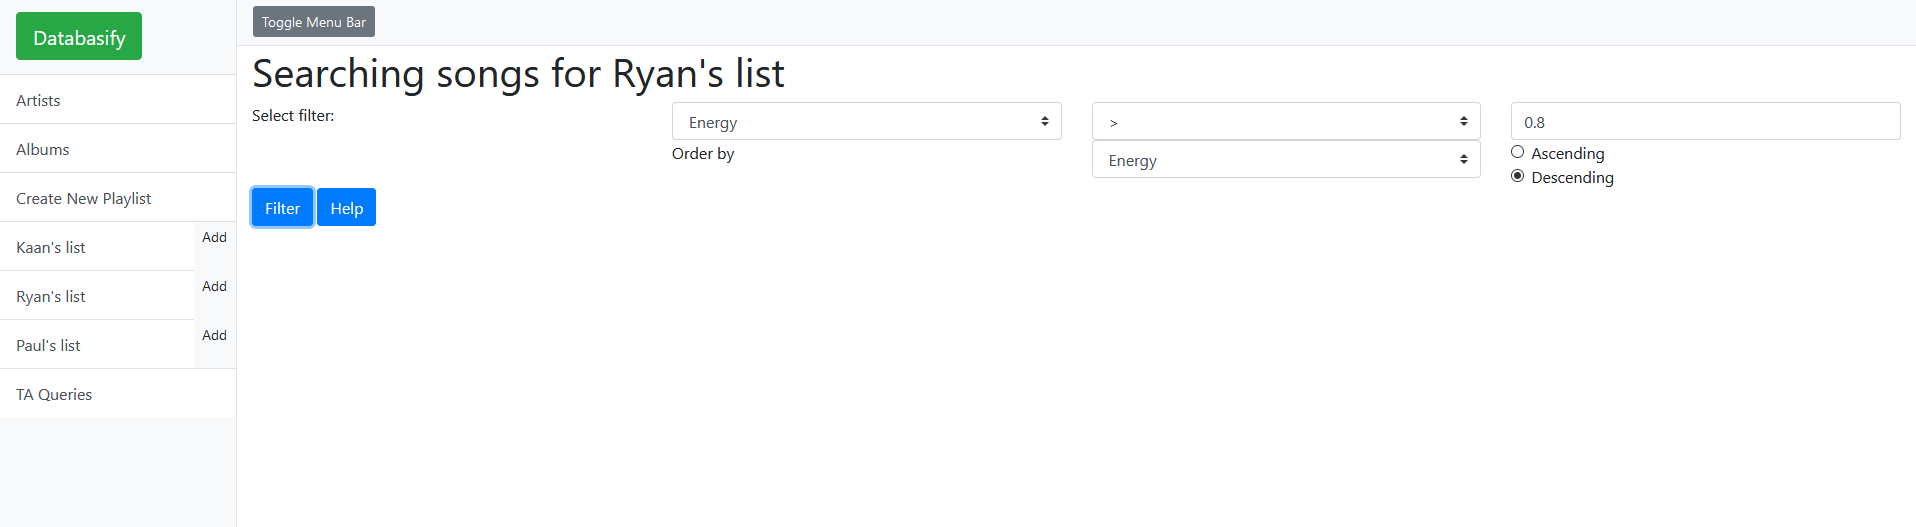 Databasify
Toggle Menu Bar
Artists
Albums
Create New Playlist
Kaan's list Add
Ryan's list Add
Paul's list Add
TA Queries
Searching songs for Ryan's list
Select filter: Energy > 0.8
Order by Energy Ascending
Descending
Filter Help